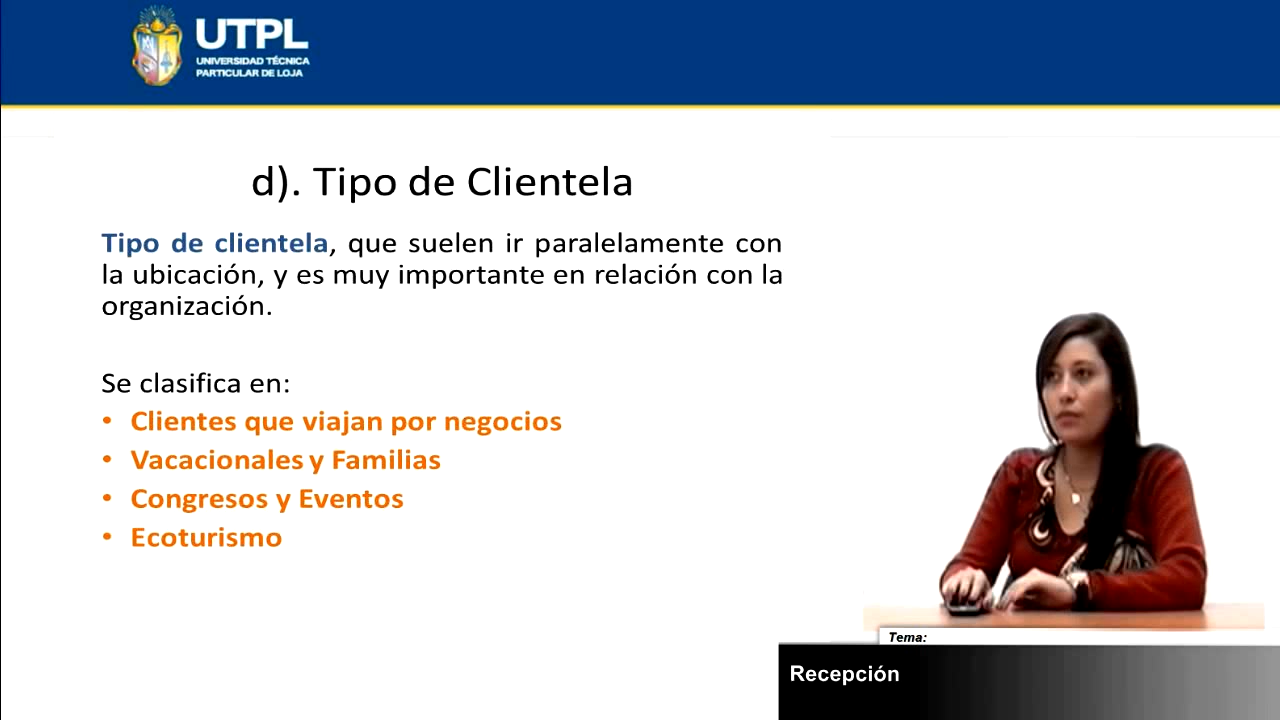 UTPL
UNIVERSIDAD TÉCNICA
PARTICULAR DE LOJA
d). Tipo de Clientela
Tipo de clientela, que suelen ir paralelamente con
la ubicación, y es muy importante en relación con la
organización.
Se clasifica en:
• Clientes que viajan por negocios
• Vacacionales y Familias
• Congresos y Eventos
• Ecoturismo
Tema:
Recepción